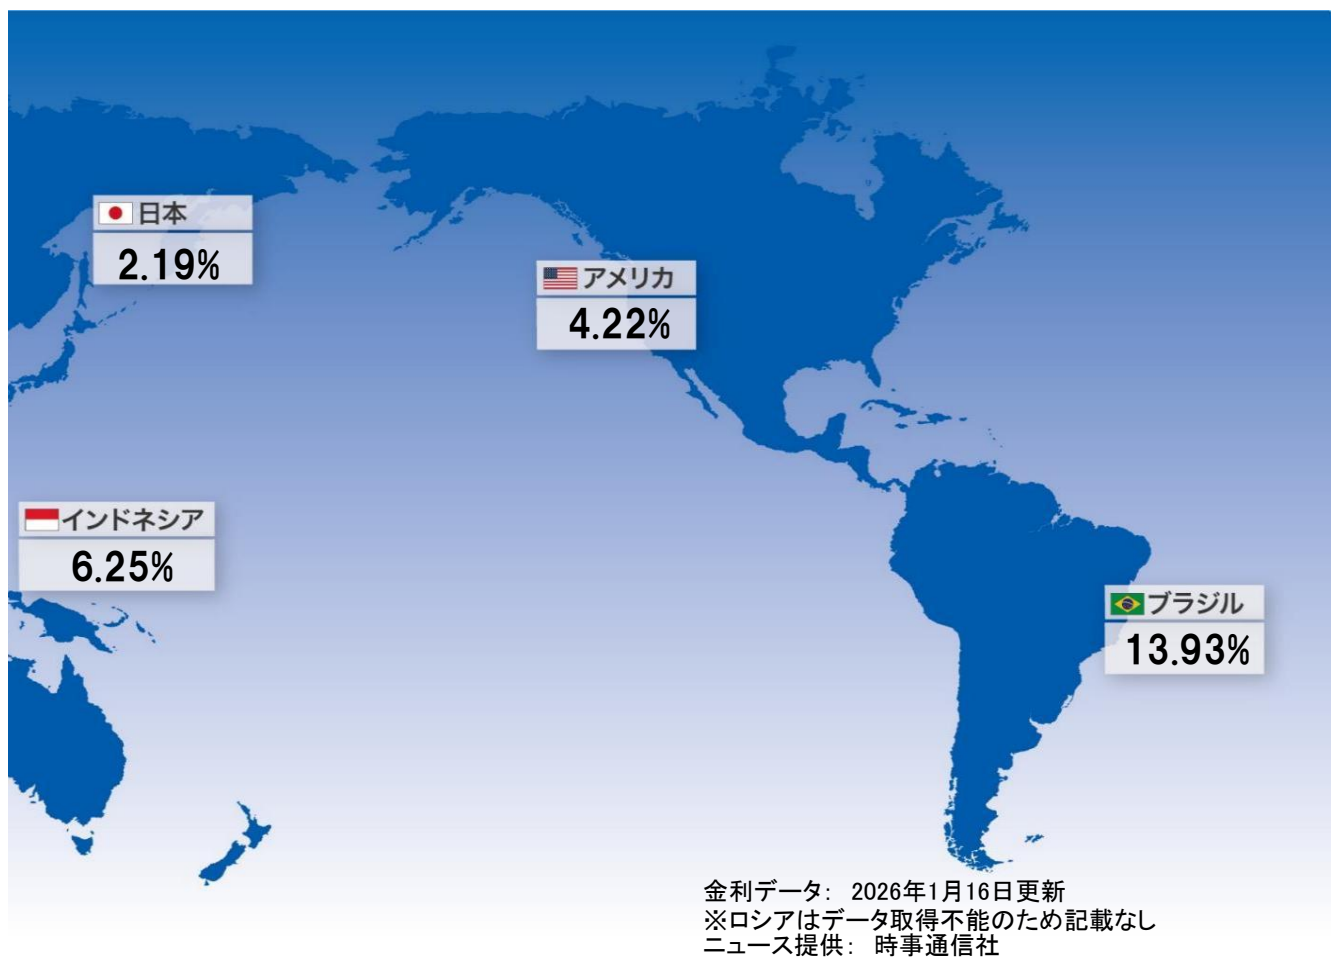 日本
2.19%
アメリカ
4.22%
インドネシア
6.25%
ブラジル
13.93%
金利データ： 2026年1月16日更新
※ロシアはデータ取得不能のため記載なし
ニュース提供： 時事通信社